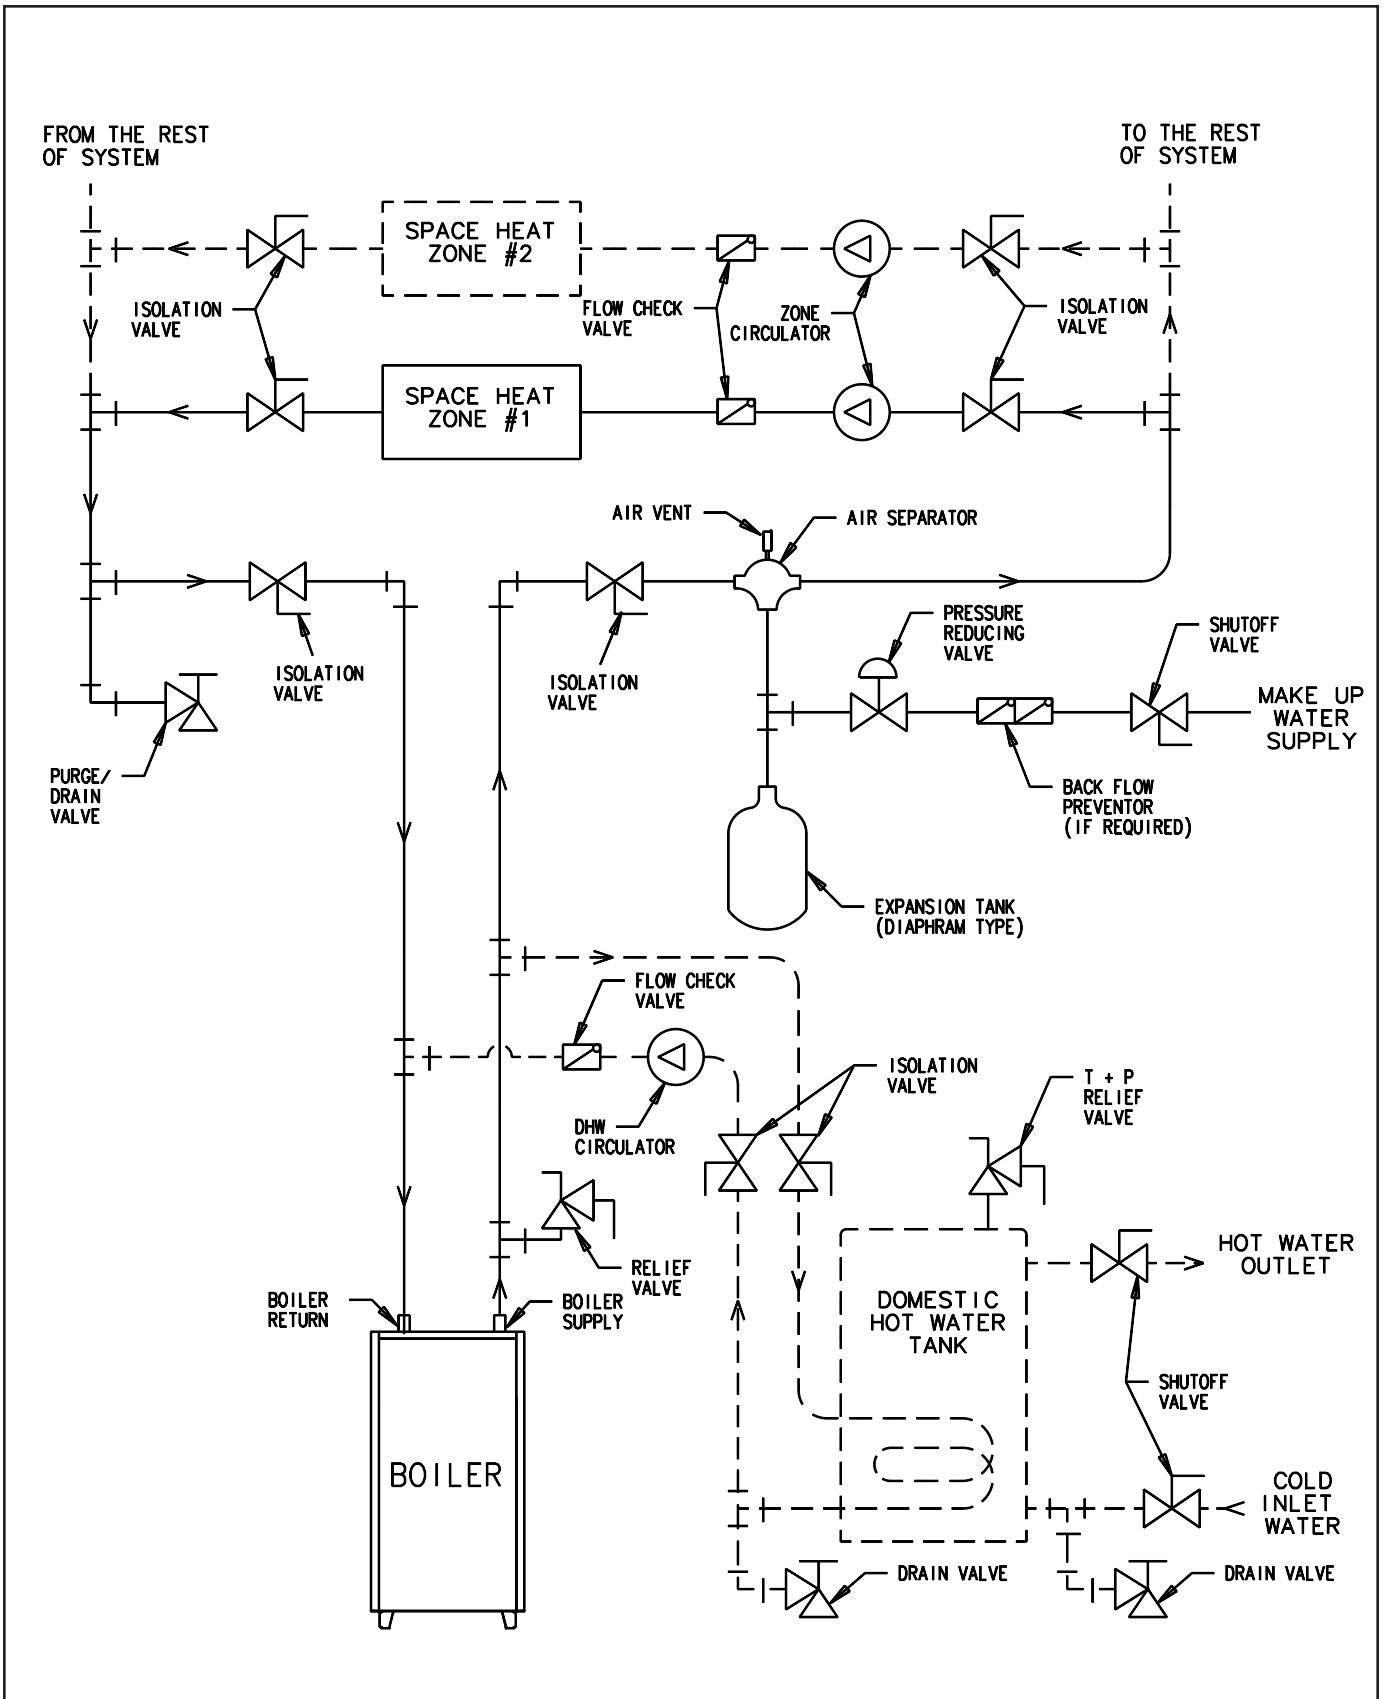 FROM THE REST
OF SYSTEM
TO THE REST
OF SYSTEM
SPACE HEAT
ZONE #2
ISOLATION
VALVE
FLOW CHECK
VALVE
ZONE
CIRCULATOR
ISOLATION
VALVE
SPACE HEAT
ZONE #1
AIR VENT
AIR SEPARATOR
PRESSURE
REDUCING
VALVE
SHUTOFF
VALVE
ISOLATION
VALVE
ISOLATION
VALVE
MAKE UP
WATER
SUPPLY
PURGE/
DRAIN
VALVE
BACK FLOW
PREVENTOR
(IF REQUIRED)
EXPANSION TANK
(DIAPHRAM TYPE)
FLOW CHECK
VALVE
ISOLATION
VALVE
T + P
RELIEF
VALVE
DHW
CIRCULATOR
HOT WATER
OUTLET
RELIEF
VALVE
BOILER
RETURN
BOILER
SUPPLY
DOMESTIC
HOT WATER
TANK
SHUTOFF
VALVE
BOILER
COLD
INLET
WATER
DRAIN VALVE
DRAIN VALVE